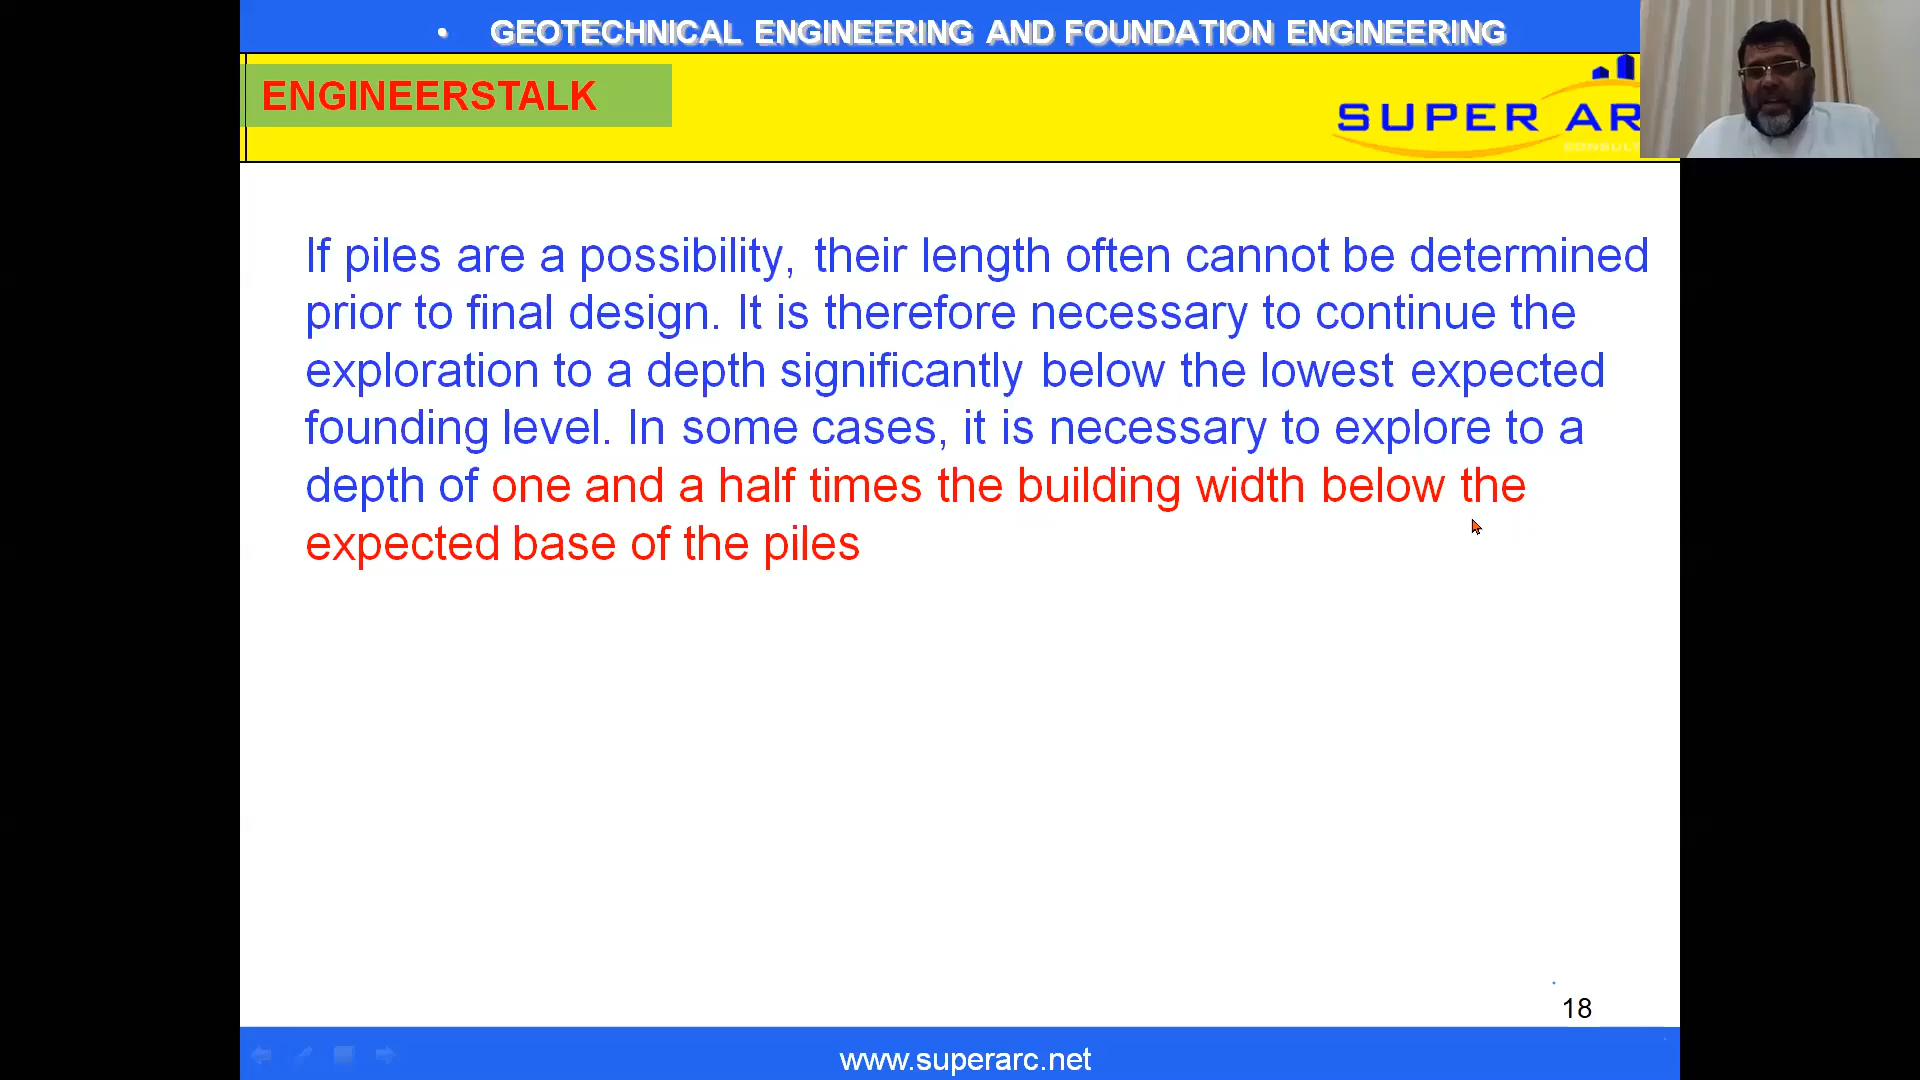 • GEOTECHNICAL ENGINEERING AND FOUNDATION ENGINEERING
ENGINEERSTALK
SUPER AR
CONSULT
If piles are a possibility, their length often cannot be determined
prior to final design. It is therefore necessary to continue the
exploration to a depth significantly below the lowest expected
founding level. In some cases, it is necessary to explore to a
depth of one and a half times the building width below the
expected base of the piles
18
www.superarc.net